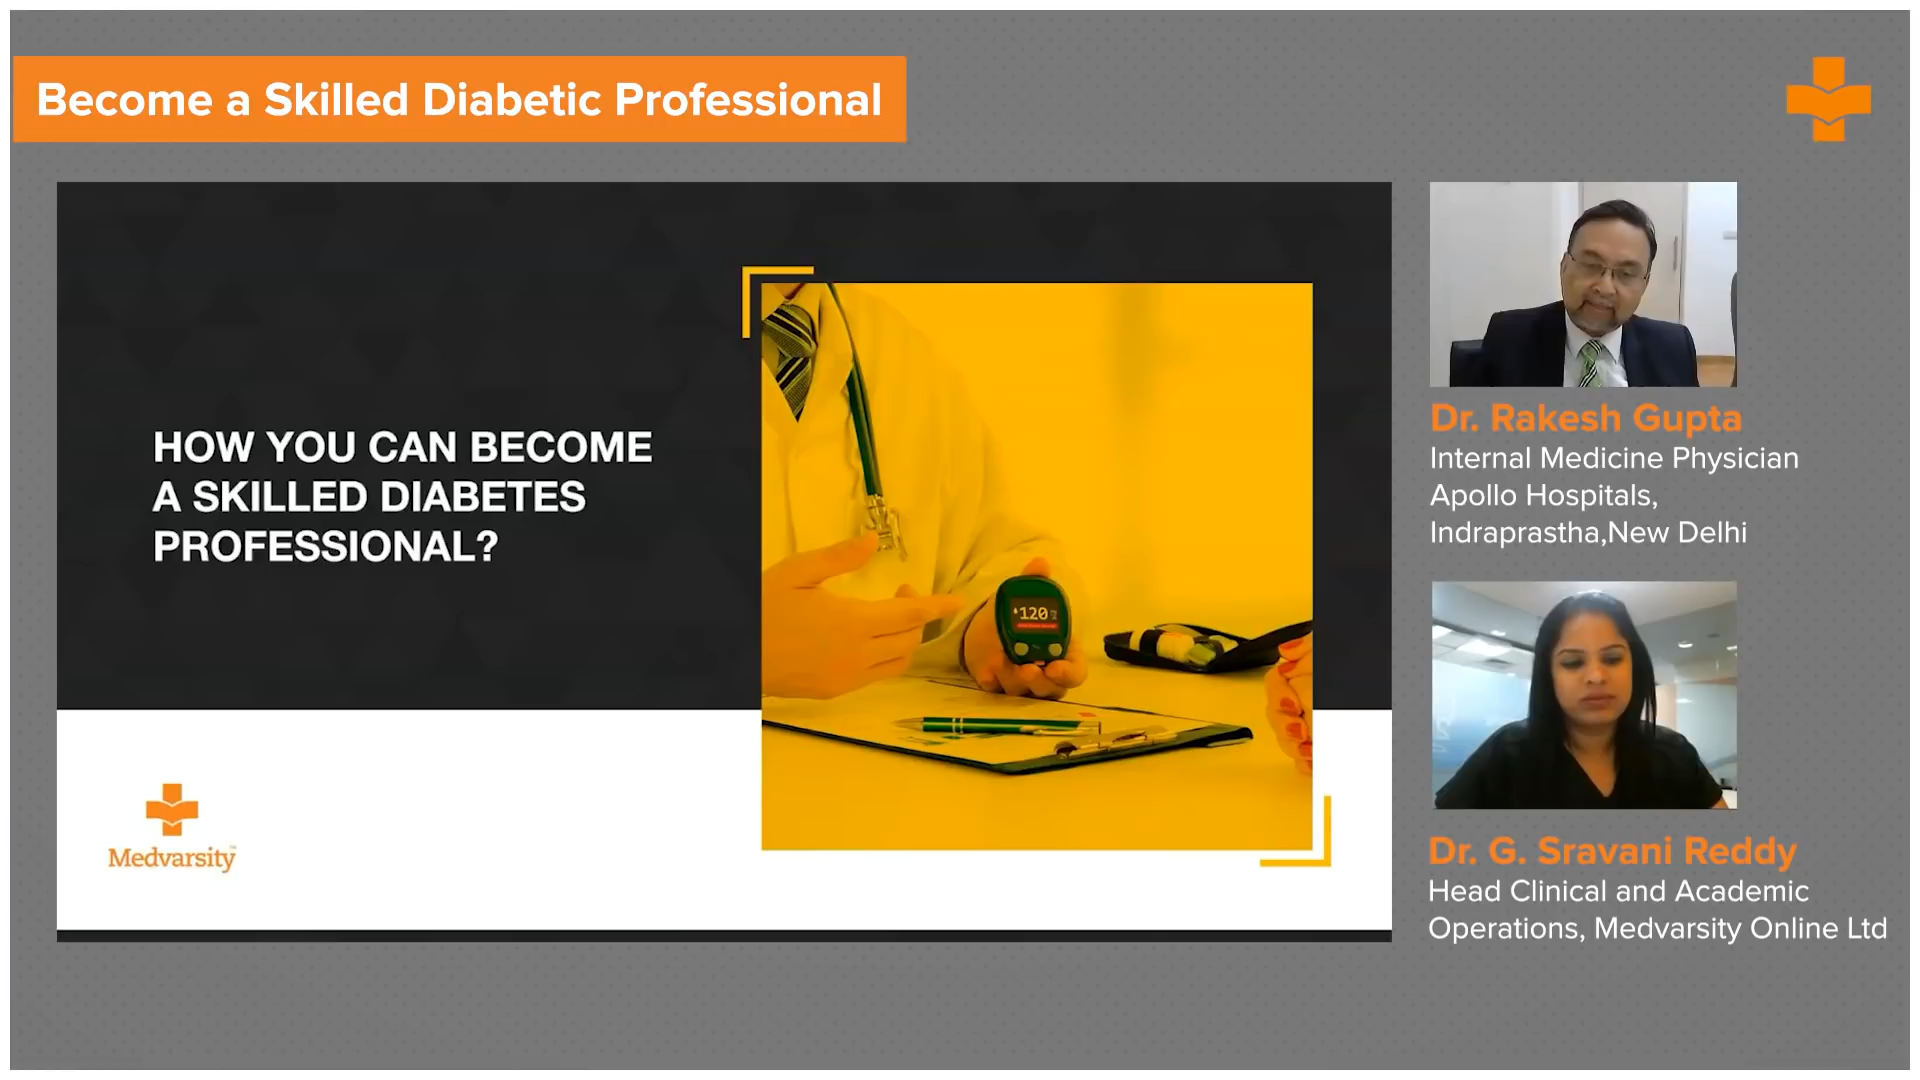 Become a Skilled Diabetic Professional
HOW YOU CAN BECOME
A SKILLED DIABETES
PROFESSIONAL?
120
Medvarsity
Dr. Rakesh Gupta
Internal Medicine Physician
Apollo Hospitals,
Indraprastha,New Delhi
Dr. G. Sravani Reddy
Head Clinical and Academic
Operations, Medvarsity Online Ltd